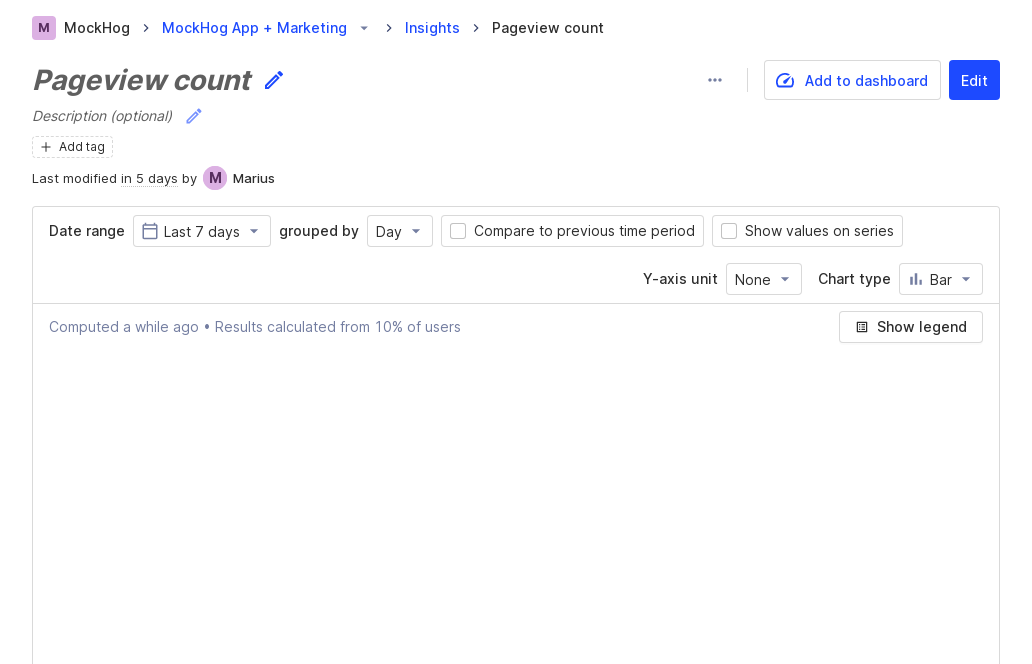 M MockHog > MockHog App + Marketing > Insights > Pageview count
Pageview count
Add to dashboard
Edit
Description (optional)
+ Add tag
Last modified in 5 days by M Marius
Date range Last 7 days grouped by Day Compare to previous time period Show values on series
Y-axis unit None Chart type Bar
Computed a while ago • Results calculated from 10% of users
Show legend